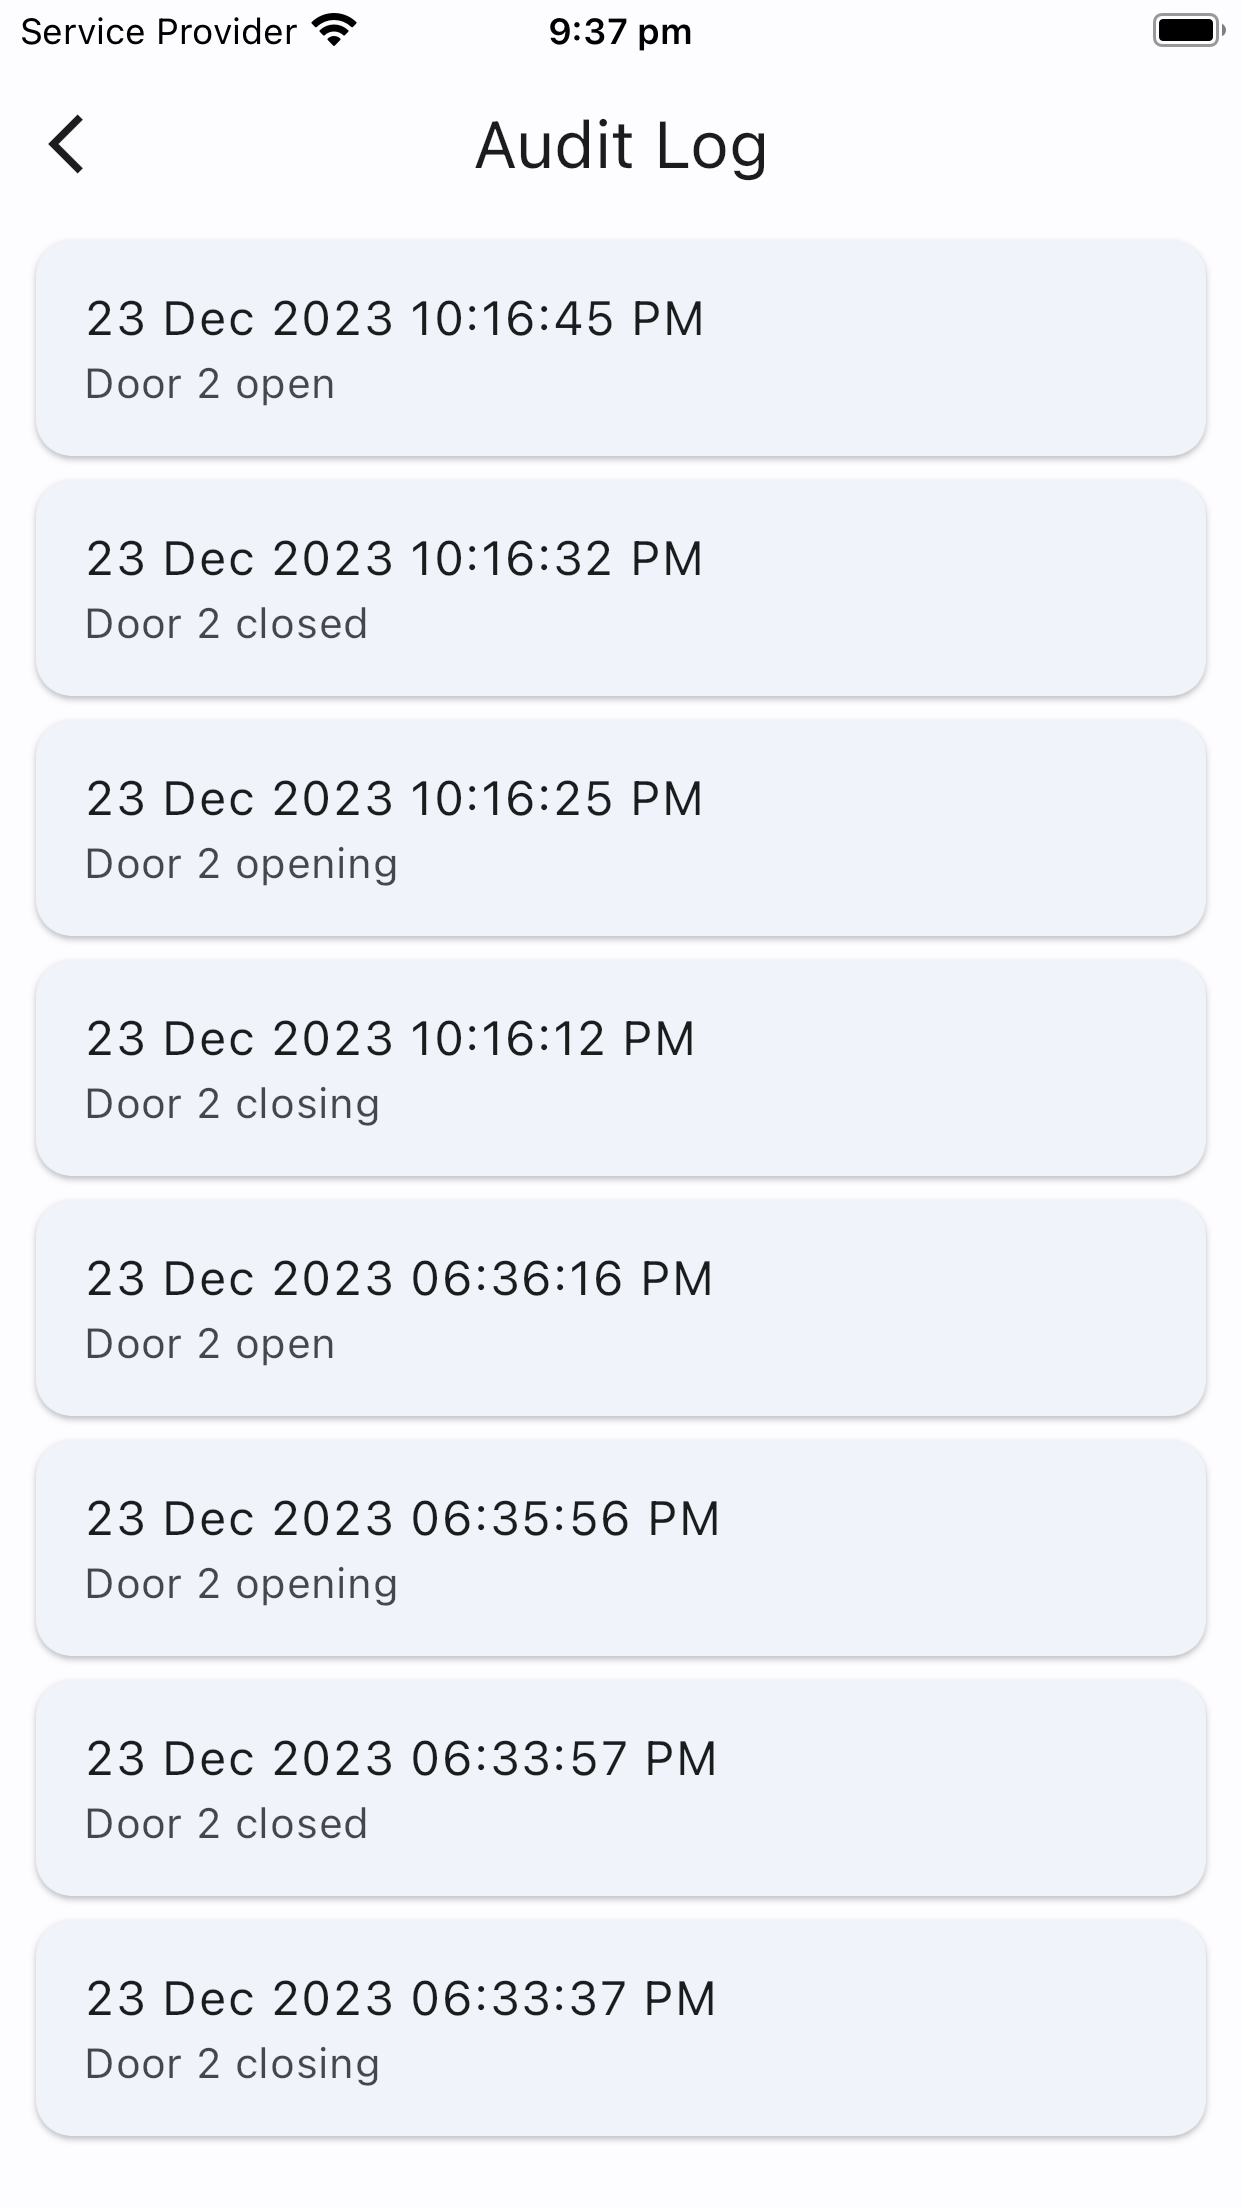 Service Provider 9:37 pm
Audit Log
23 Dec 2023 10:16:45 PM
Door 2 open
23 Dec 2023 10:16:32 PM
Door 2 closed
23 Dec 2023 10:16:25 PM
Door 2 opening
23 Dec 2023 10:16:12 PM
Door 2 closing
23 Dec 2023 06:36:16 PM
Door 2 open
23 Dec 2023 06:35:56 PM
Door 2 opening
23 Dec 2023 06:33:57 PM
Door 2 closed
23 Dec 2023 06:33:37 PM
Door 2 closing